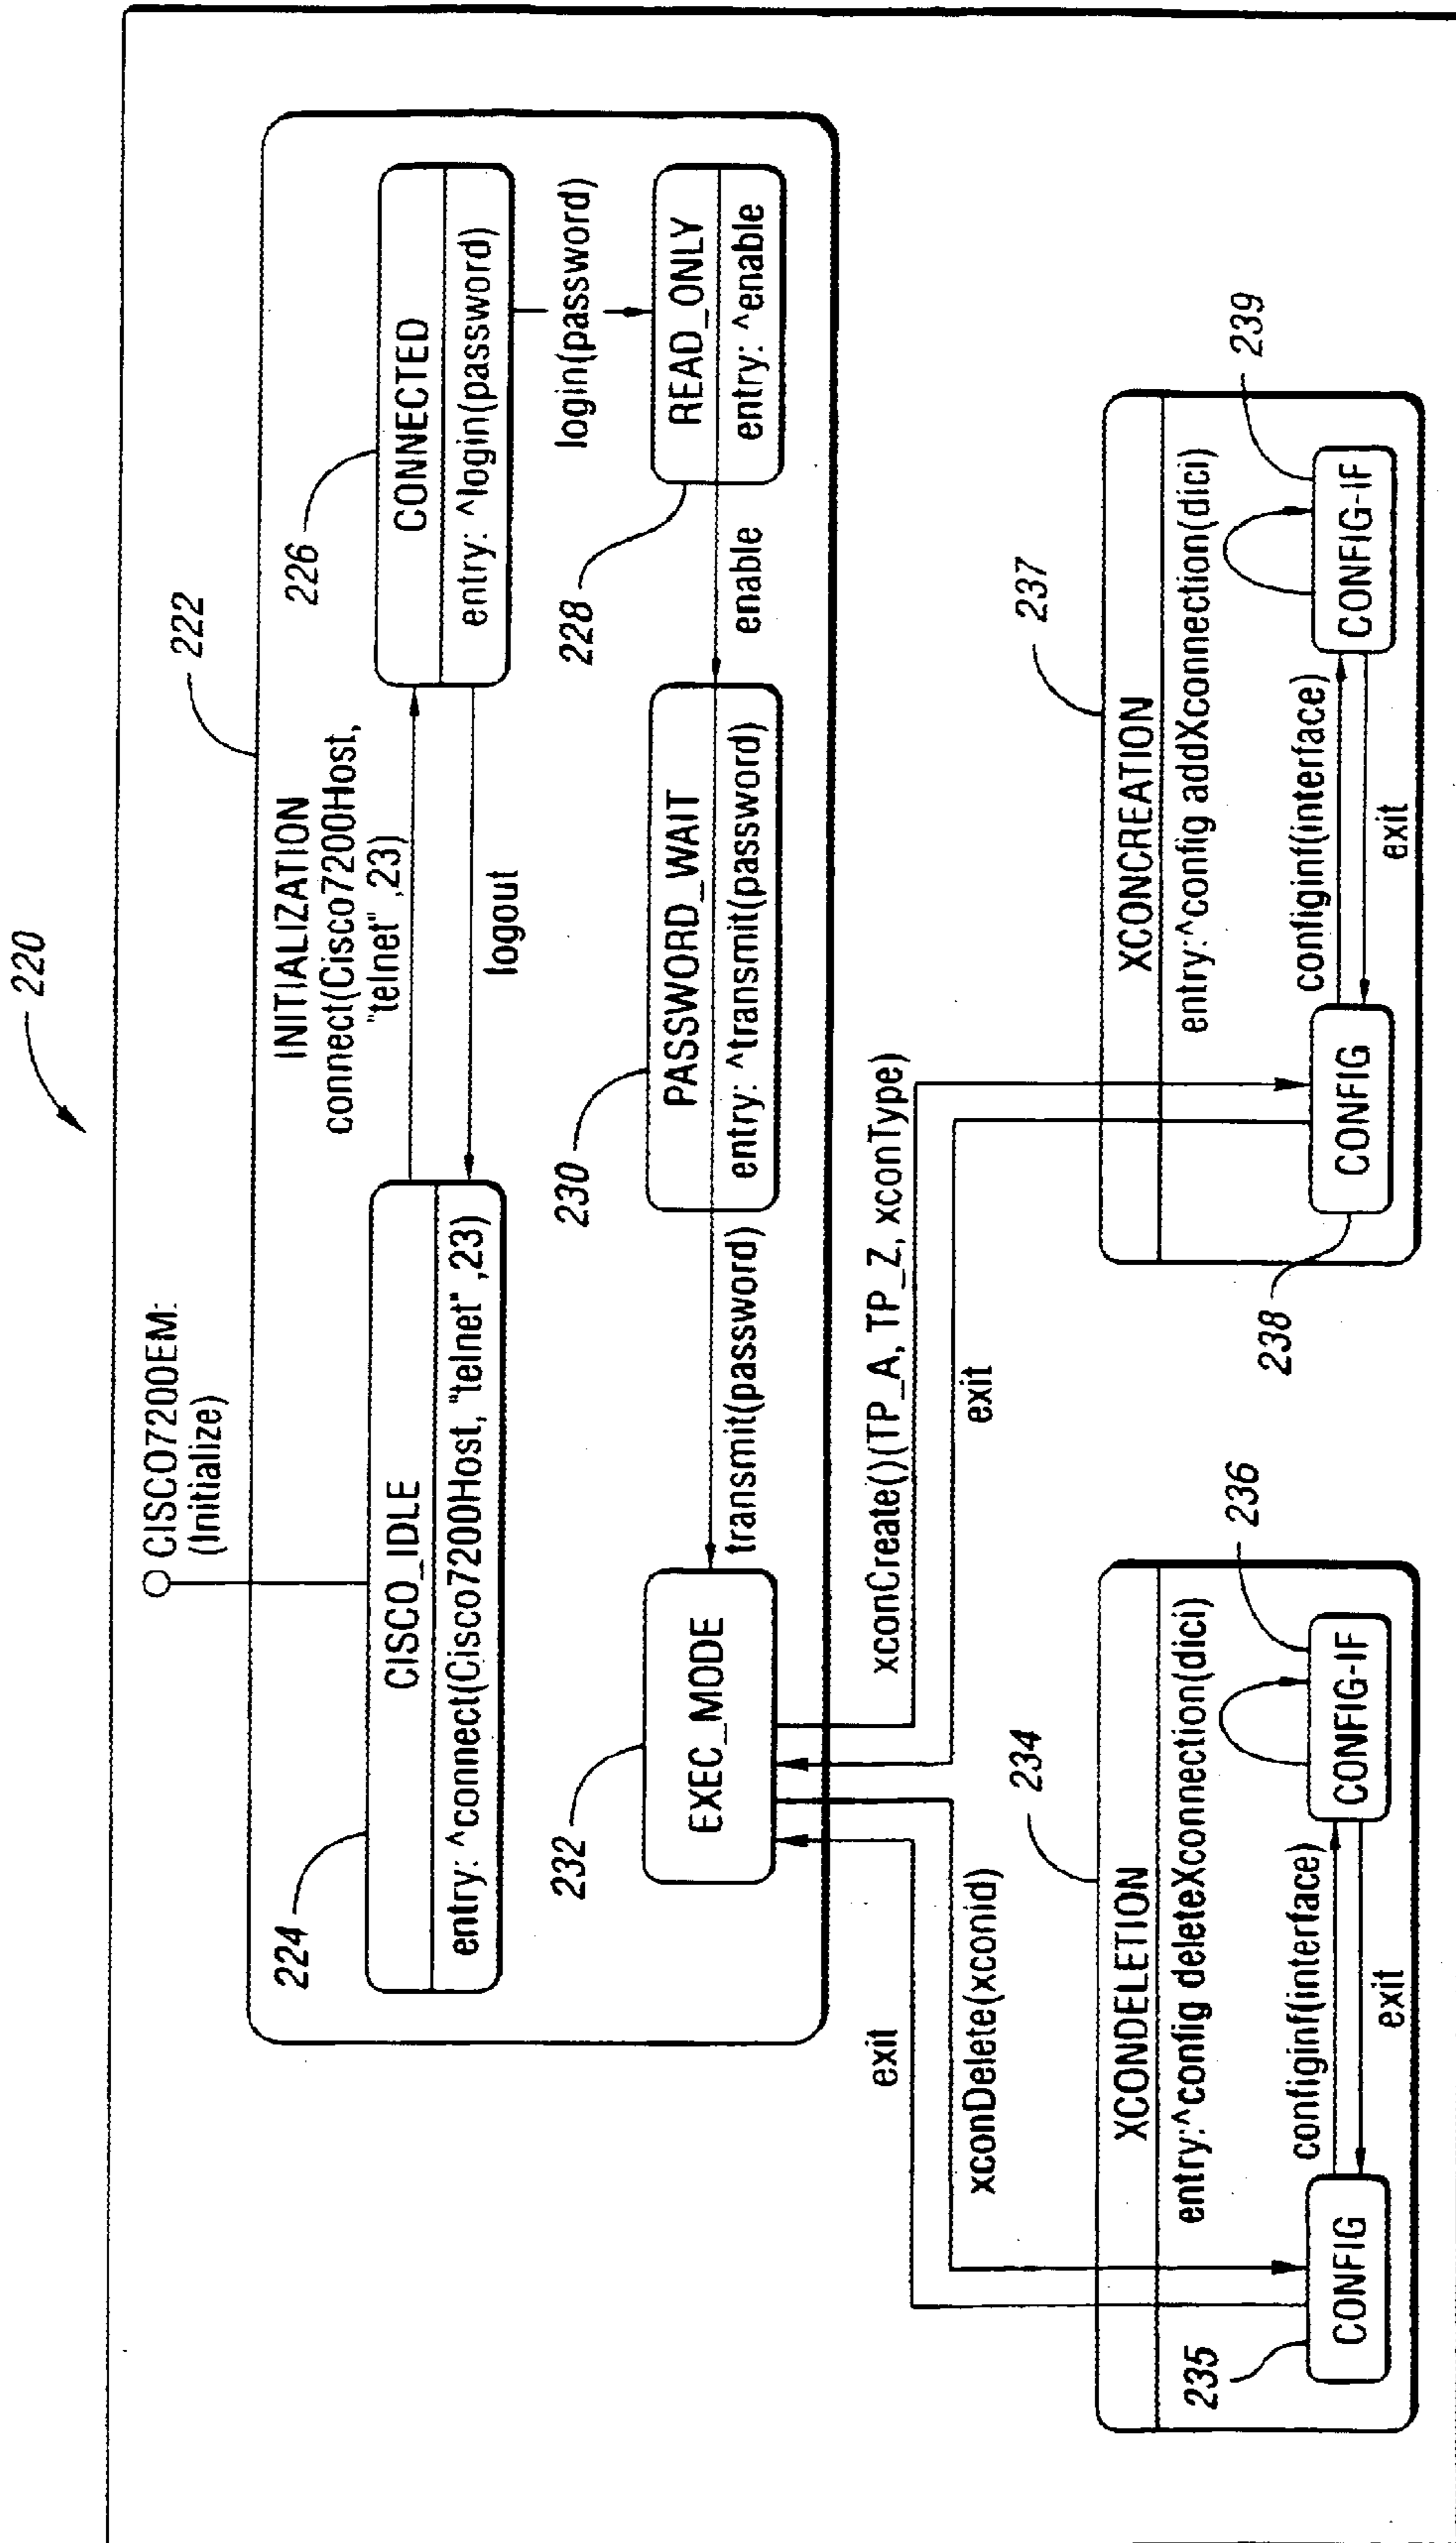 220
CISCO7200EM:
(Initialize)
222
INITIALIZATION
connect(Cisco7200Host,
"telnet" ,23)
224
CISCO_IDLE
entry: ^connect(Cisco7200Host, "telnet" ,23)
logout
226
CONNECTED
entry: ^login(password)
login(password)
228
READ_ONLY
entry: ^enable
enable
230
PASSWORD_WAIT
entry: ^transmit(password)
transmit(password)
232
EXEC_MODE
exit
xconDelete(xconid)
xconCreate()(TP_A, TP_Z, xconType)
exit
234
XCONDELETION
entry:^config deleteXconnection(dici)
235
CONFIG
configinf(interface)
exit
236
CONFIG-IF
237
XCONCREATION
entry:^config addXconnection(dici)
238
CONFIG
configinf(interface)
exit
239
CONFIG-IF